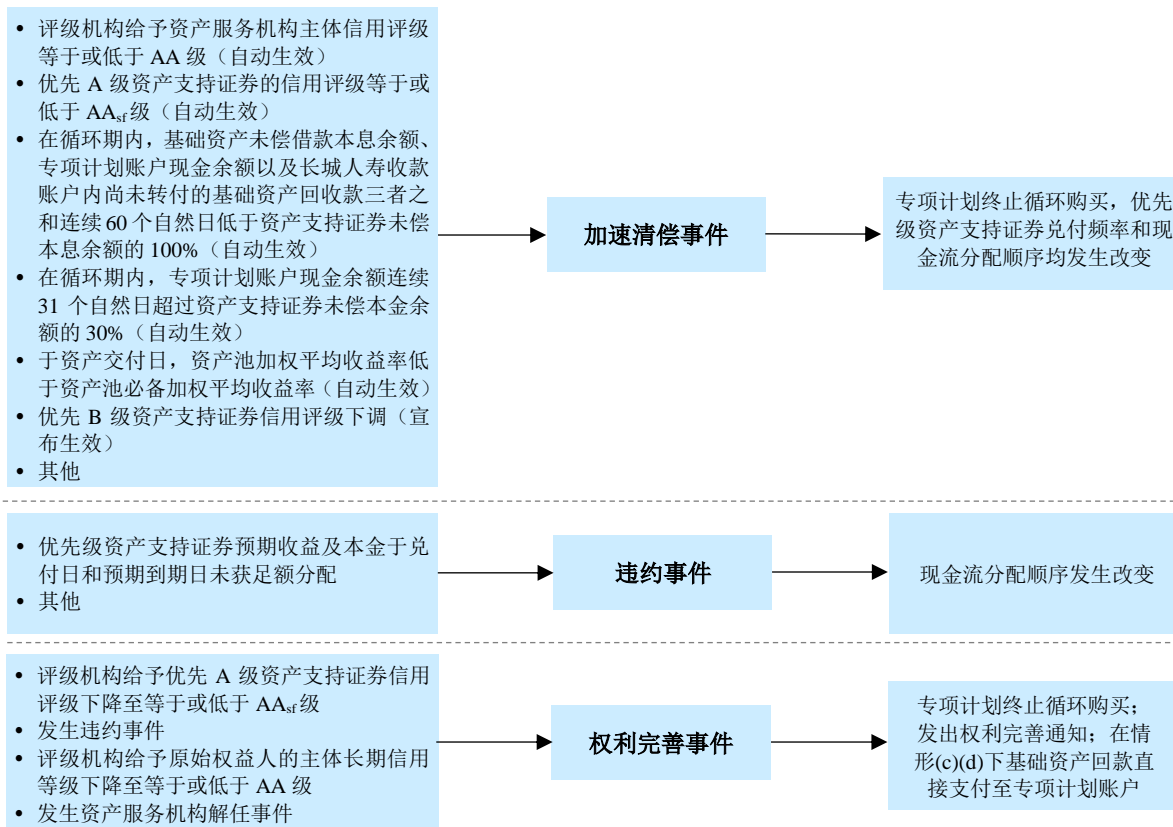 • 评级机构给予资产服务机构主体信用评级
等于或低于 AA 级（自动生效）
• 优先 A 级资产支持证券的信用评级等于或
低于 AAsf级（自动生效）
• 在循环期内，基础资产未偿借款本息余额、
专项计划账户现金余额以及长城人寿收款
账户内尚未转付的基础资产回收款三者之
和连续 60 个自然日低于资产支持证券未偿
本息余额的 100%（自动生效）
• 在循环期内，专项计划账户现金余额连续
31 个自然日超过资产支持证券未偿本金余
额的 30%（自动生效）
• 于资产交付日，资产池加权平均收益率低
于资产池必备加权平均收益率（自动生效）
• 优先 B 级资产支持证券信用评级下调（宣
布生效）
• 其他
加速清偿事件
专项计划终止循环购买，优先
级资产支持证券兑付频率和现
金流分配顺序均发生改变
• 优先级资产支持证券预期收益及本金于兑
付日和预期到期日未获足额分配
• 其他
违约事件
现金流分配顺序发生改变
• 评级机构给予优先 A 级资产支持证券信用
评级下降至等于或低于 AAsf 级
• 发生违约事件
• 评级机构给予原始权益人的主体长期信用
等级下降至等于或低于 AA 级
• 发生资产服务机构解任事件
权利完善事件
专项计划终止循环购买；
发出权利完善通知；在情
形(c)(d)下基础资产回款直
接支付至专项计划账户